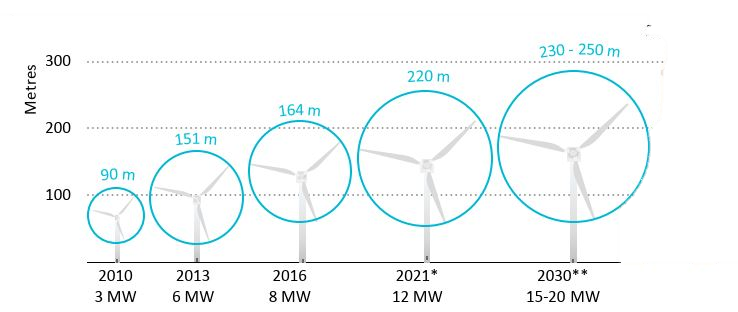 230 - 250 m
220 m
164 m
151 m
90 m
Metres
300
200
100
2010
3 MW
2013
6 MW
2016
8 MW
2021*
12 MW
2030**
15-20 MW